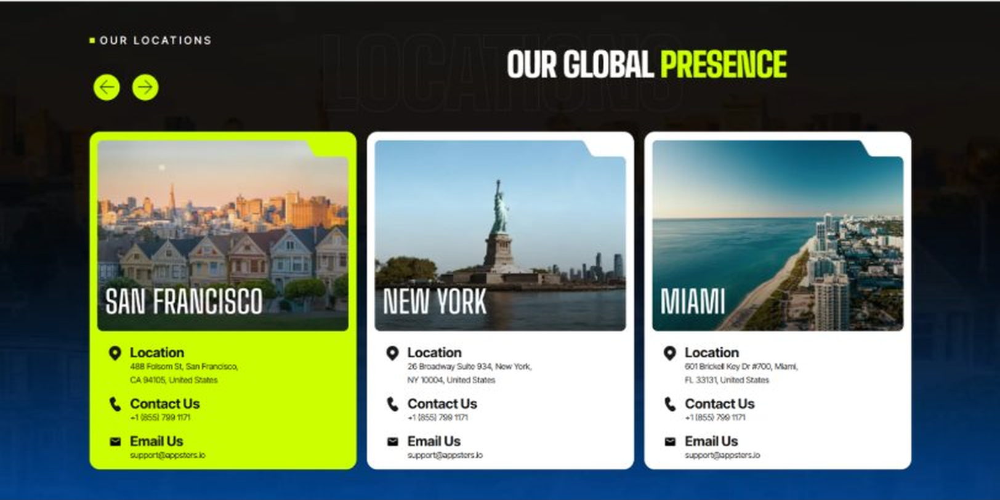 OUR LOCATIONS
LOCATIONS
OUR GLOBAL PRESENCE
SAN FRANCISCO
Location
488 Folsom St, San Francisco,
CA 94105, United States
Contact Us
+1 (855) 799 1171
Email Us
support@appsters.io
NEW YORK
Location
26 Broadway Suite 934, New York,
NY 10004, United States
Contact Us
+1 (855) 799 1171
Email Us
support@appsters.io
MIAMI
Location
601 Brickell Key Dr #700, Miami,
FL 33131, United States
Contact Us
+1 (855) 799 1171
Email Us
support@appsters.io